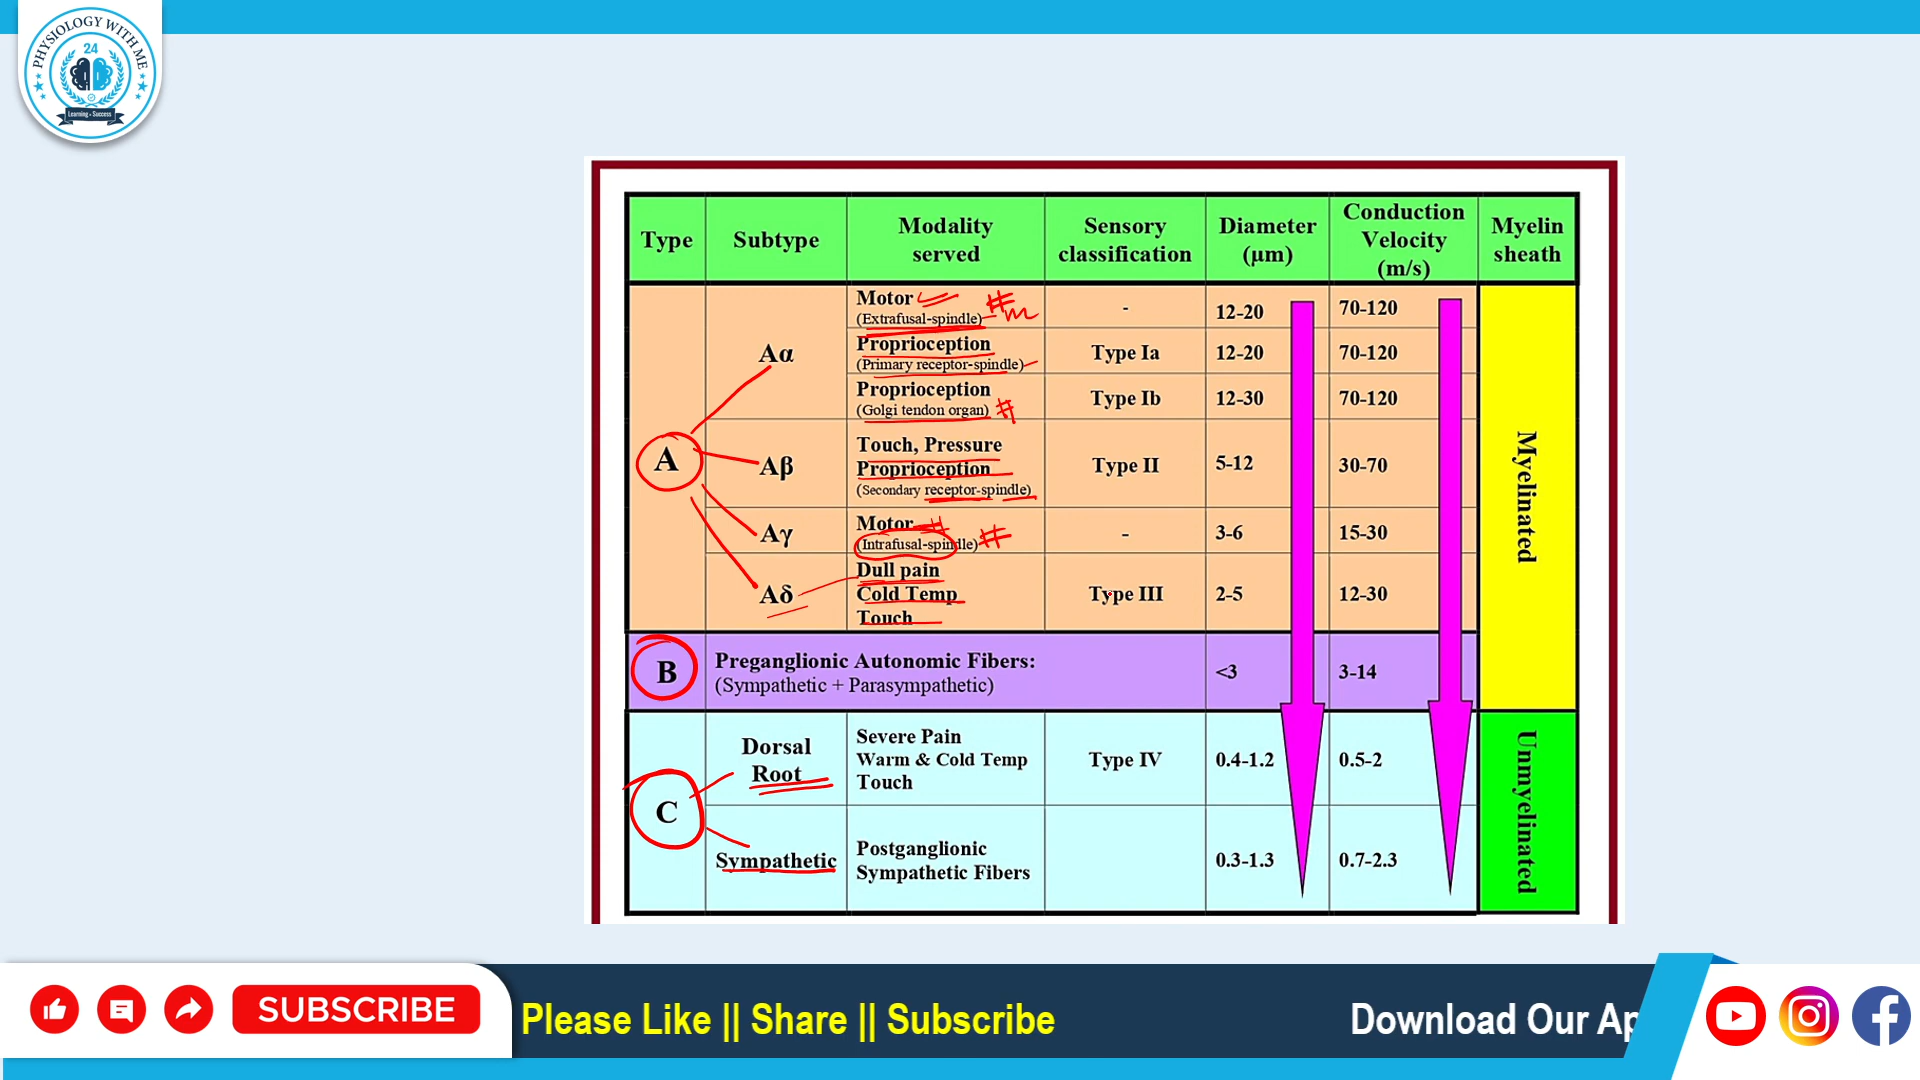 PHYSIOLOGY WITH ME
24
Learning • Success
Type
Subtype
Modality
served
Sensory
classification
Diameter
(µm)
Conduction
Velocity
(m/s)
Myelin
sheath
A
Aα
Motor
(Extrafusal-spindle)
-
12-20
70-120
Proprioception
(Primary receptor-spindle)
Type Ia
12-20
70-120
Proprioception
(Golgi tendon organ)
Type Ib
12-30
70-120
Aβ
Touch, Pressure
Proprioception
(Secondary receptor-spindle)
Type II
5-12
30-70
Aγ
Motor
(Intrafusal-spindle)
-
3-6
15-30
Aδ
Dull pain
Cold Temp
Touch
Type III
2-5
12-30
Myelinated
B
Preganglionic Autonomic Fibers:
(Sympathetic + Parasympathetic)
<3
3-14
C
Dorsal
Root
Severe Pain
Warm & Cold Temp
Touch
Type IV
0.4-1.2
0.5-2
Sympathetic
Postganglionic
Sympathetic Fibers
0.3-1.3
0.7-2.3
Unmyelinated
SUBSCRIBE
Please Like || Share || Subscribe
Download Our Ap